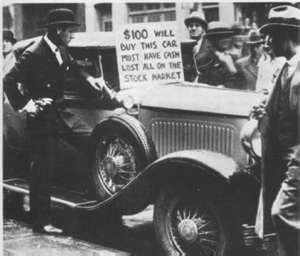 $100 WILL
BUY THIS CAR.
MUST HAVE CASH
LOST ALL ON THE
STOCK MARKET